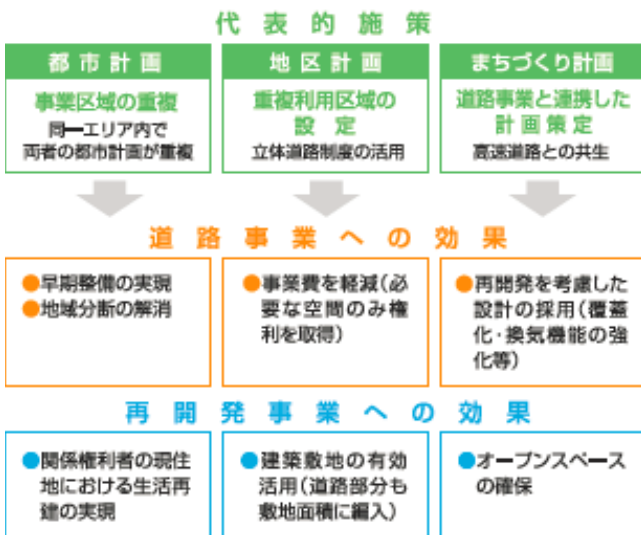 代表的施策
都市計画
事業区域の重複
同一エリア内で
両者の都市計画が重複
地区計画
重複利用区域の
設定
立体道路制度の活用
まちづくり計画
道路事業と連携した
計画策定
高速道路との共生
道路事業への効果
●早期整備の実現
●地域分断の解消
●事業費を軽減(必
要な空間のみ権
利を取得)
●再開発を考慮した
設計の採用(覆蓋
化・換気機能の強
化等)
再開発事業への効果
●関係権利者の現住
地における生活再
建の実現
●建築敷地の有効
活用(道路部分も
敷地面積に編入)
●オープンスペース
の確保